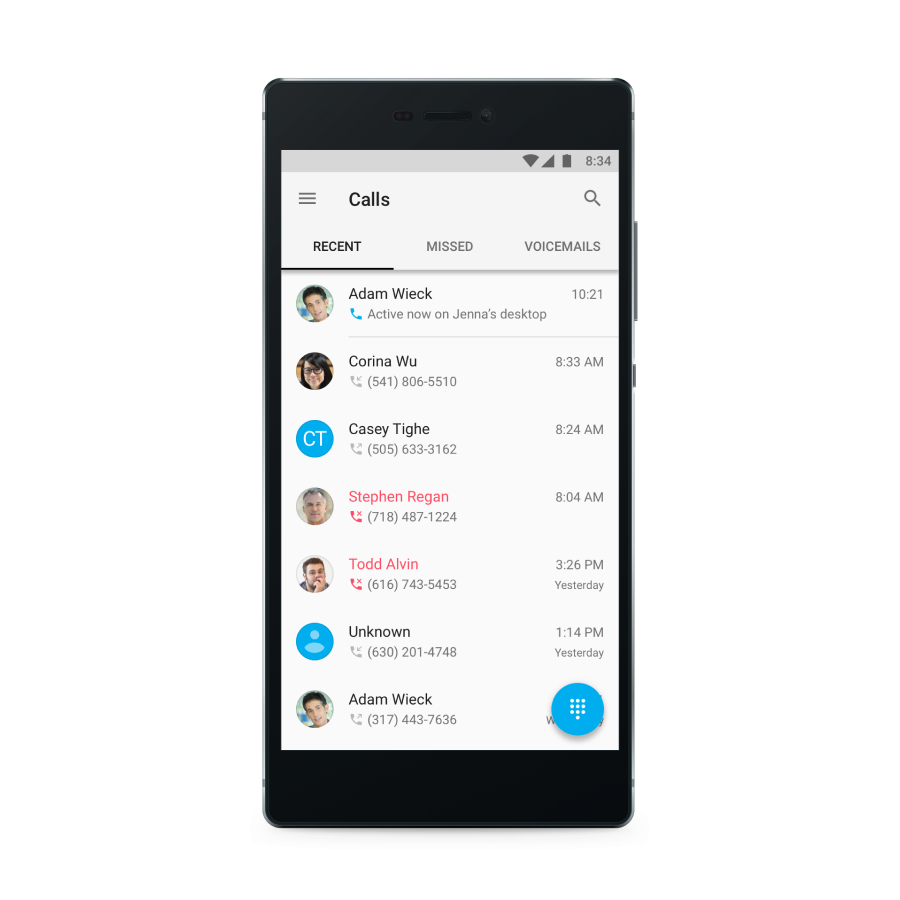 8:34
Calls
RECENT MISSED VOICEMAILS
Adam Wieck 10:21
Active now on Jenna's desktop
Corina Wu 8:33 AM
(541) 806-5510
Casey Tighe 8:24 AM
CT
(505) 633-3162
Stephen Regan 8:04 AM
(718) 487-1224
Todd Alvin 3:26 PM
(616) 743-5453 Yesterday
Unknown 1:14 PM
(630) 201-4748 Yesterday
Adam Wieck
(317) 443-7636